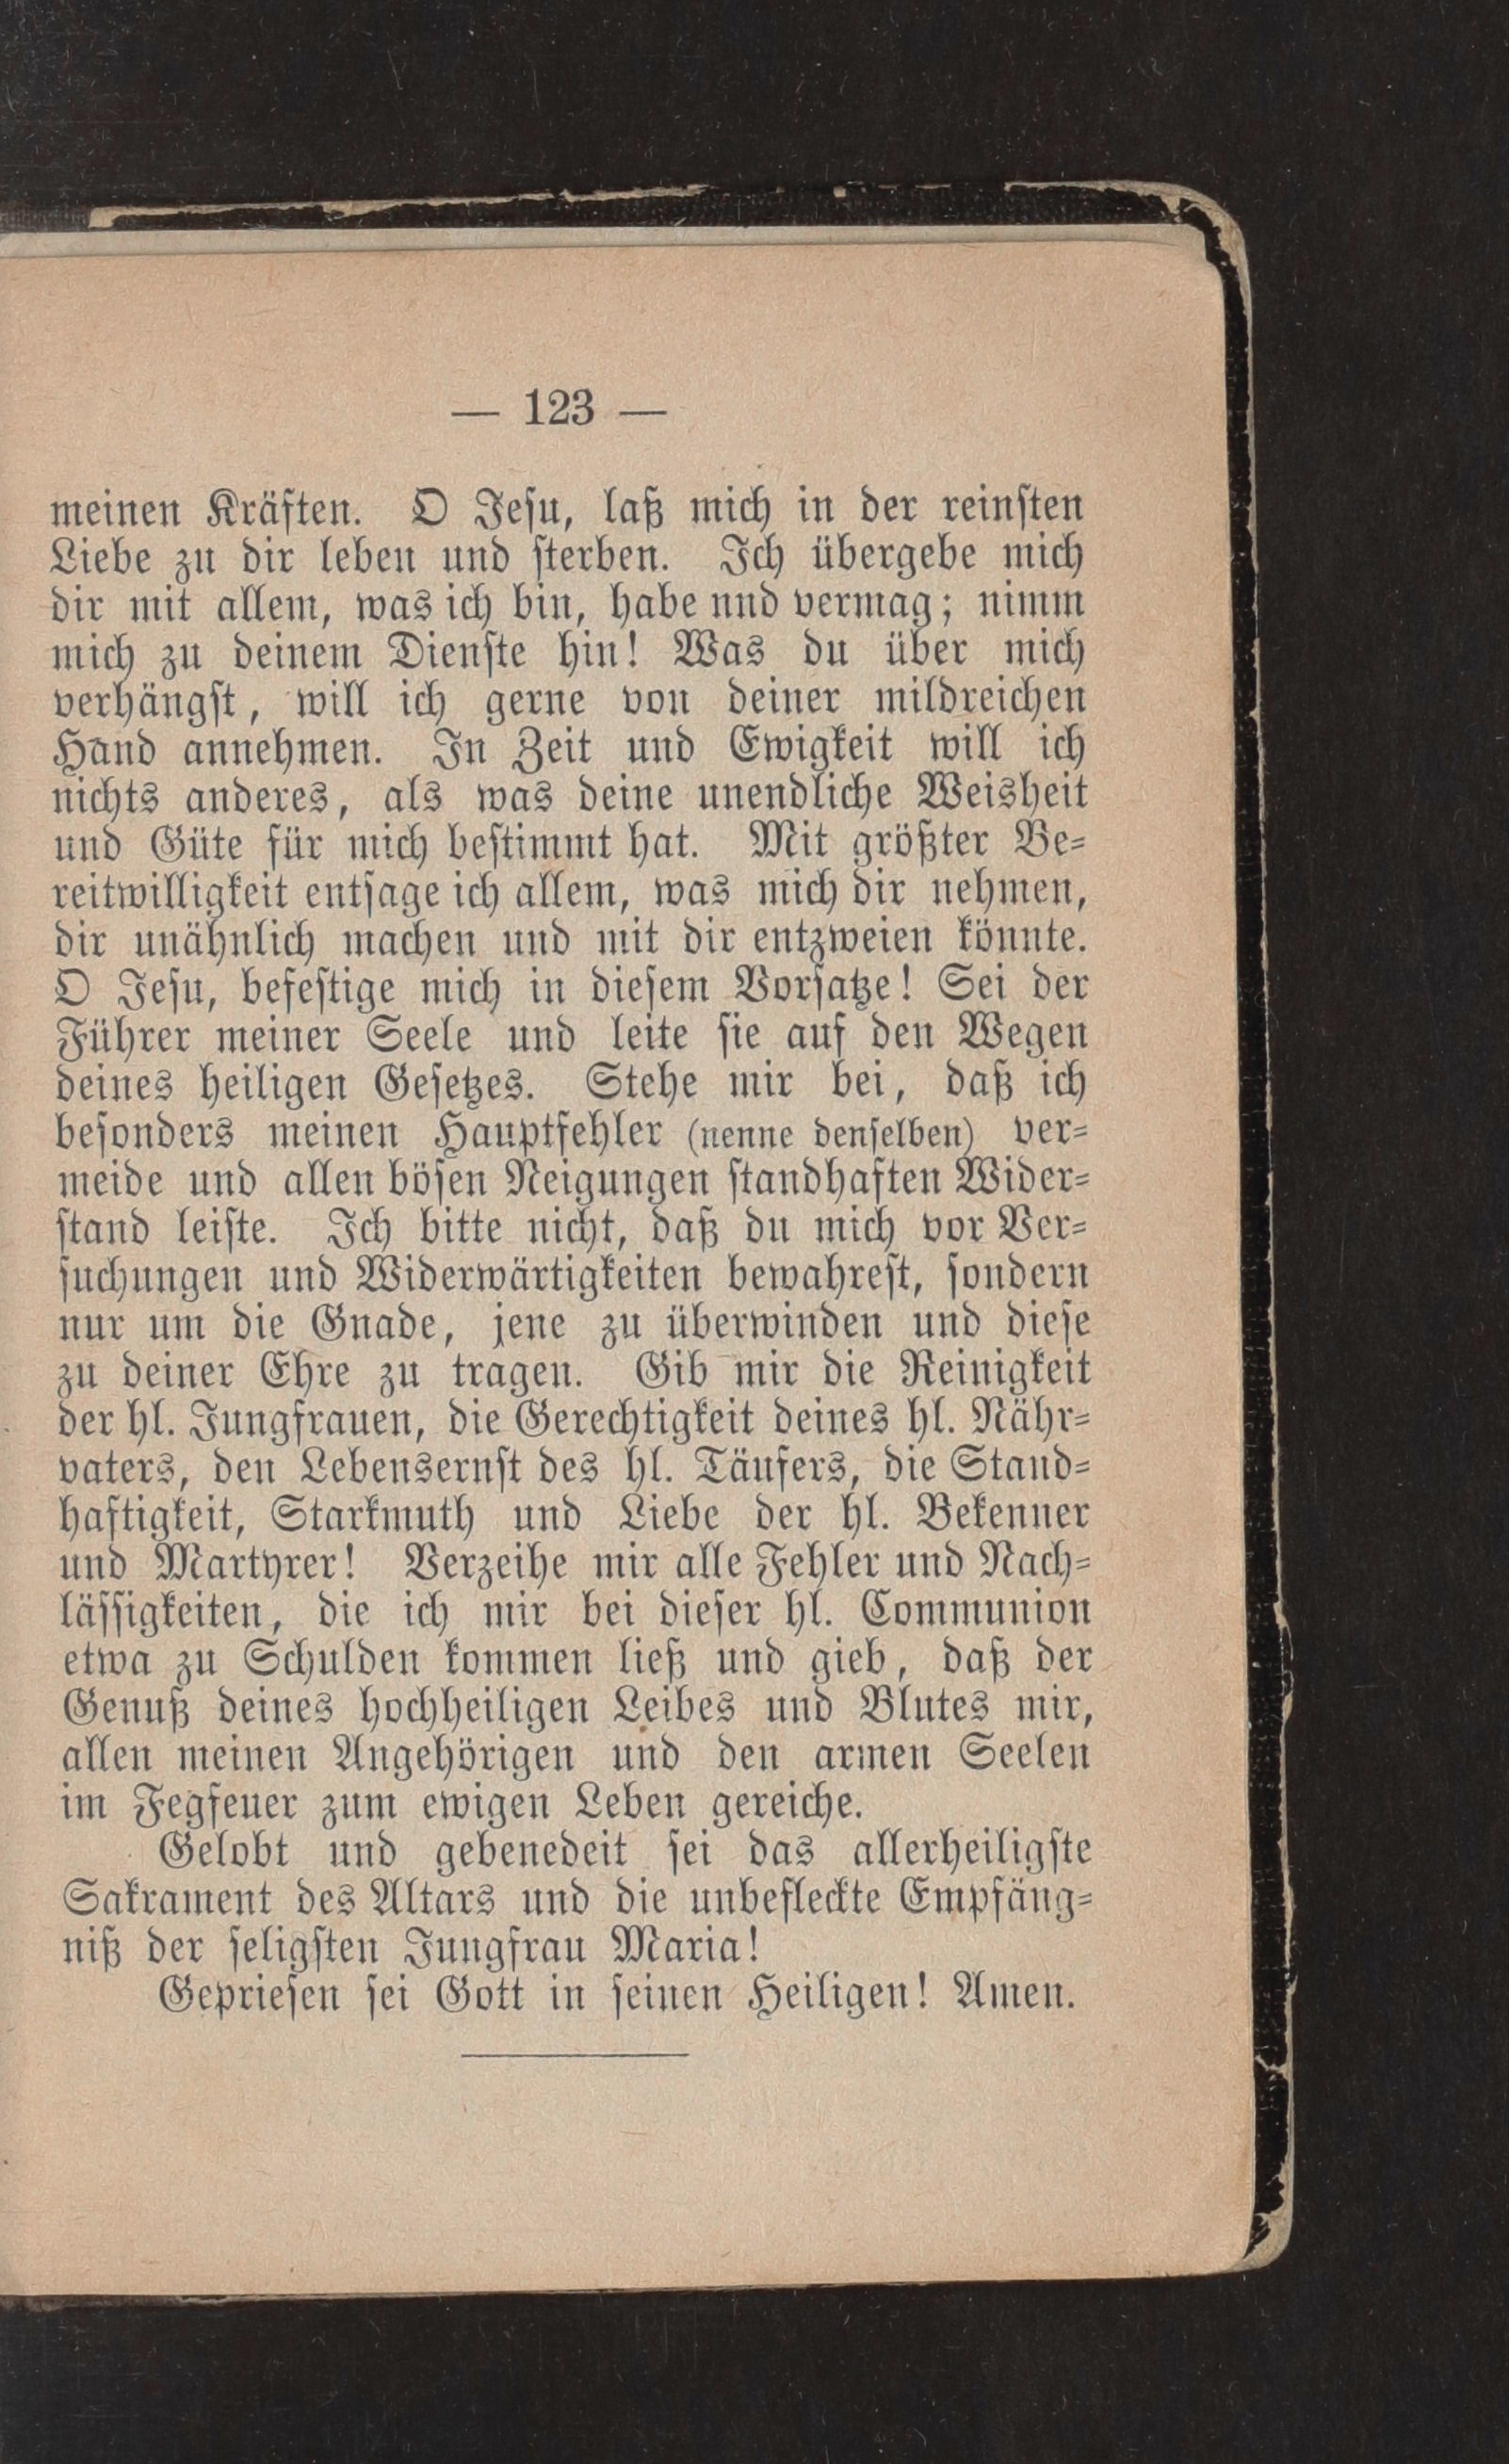 — 123 —
meinen Kräften. O Jesu, laß mich in der reinsten
Liebe zu dir leben und sterben. Ich übergebe mich
dir mit allem, was ich bin, habe und vermag; nimm
mich zu deinem Dienste hin! Was du über mich
verhängst, will ich gerne von deiner mildreichen
Hand annehmen. In Zeit und Ewigkeit will ich
nichts anderes, als was deine unendliche Weisheit
und Güte für mich bestimmt hat. Mit größter Be-
reitwilligkeit entsage ich allem, was mich dir nehmen,
dir unähnlich machen und mit dir entzweien könnte.
O Jesu, befestige mich in diesem Vorsatze! Sei der
Führer meiner Seele und leite sie auf den Wegen
deines heiligen Gesetzes. Stehe mir bei, daß ich
besonders meinen Hauptfehler (nenne denselben) ver-
meide und allen bösen Neigungen standhaften Wider-
stand leiste. Ich bitte nicht, daß du mich vor Ver-
suchungen und Widerwärtigkeiten bewahrest, sondern
nur um die Gnade, jene zu überwinden und diese
zu deiner Ehre zu tragen. Gib mir die Reinigkeit
der hl. Jungfrauen, die Gerechtigkeit deines hl. Nähr-
vaters, den Lebensernst des hl. Täufers, die Stand-
haftigkeit, Starkmuth und Liebe der hl. Bekenner
und Martyrer! Verzeihe mir alle Fehler und Nach-
lässigkeiten, die ich mir bei dieser hl. Communion
etwa zu Schulden kommen ließ und gieb, daß der
Genuß deines hochheiligen Leibes und Blutes mir,
allen meinen Angehörigen und den armen Seelen
im Fegfeuer zum ewigen Leben gereiche.
Gelobt und gebenedeit sei das allerheiligste
Sakrament des Altars und die unbefleckte Empfäng-
niß der seligsten Jungfrau Maria!
Gepriesen sei Gott in seinen Heiligen! Amen.